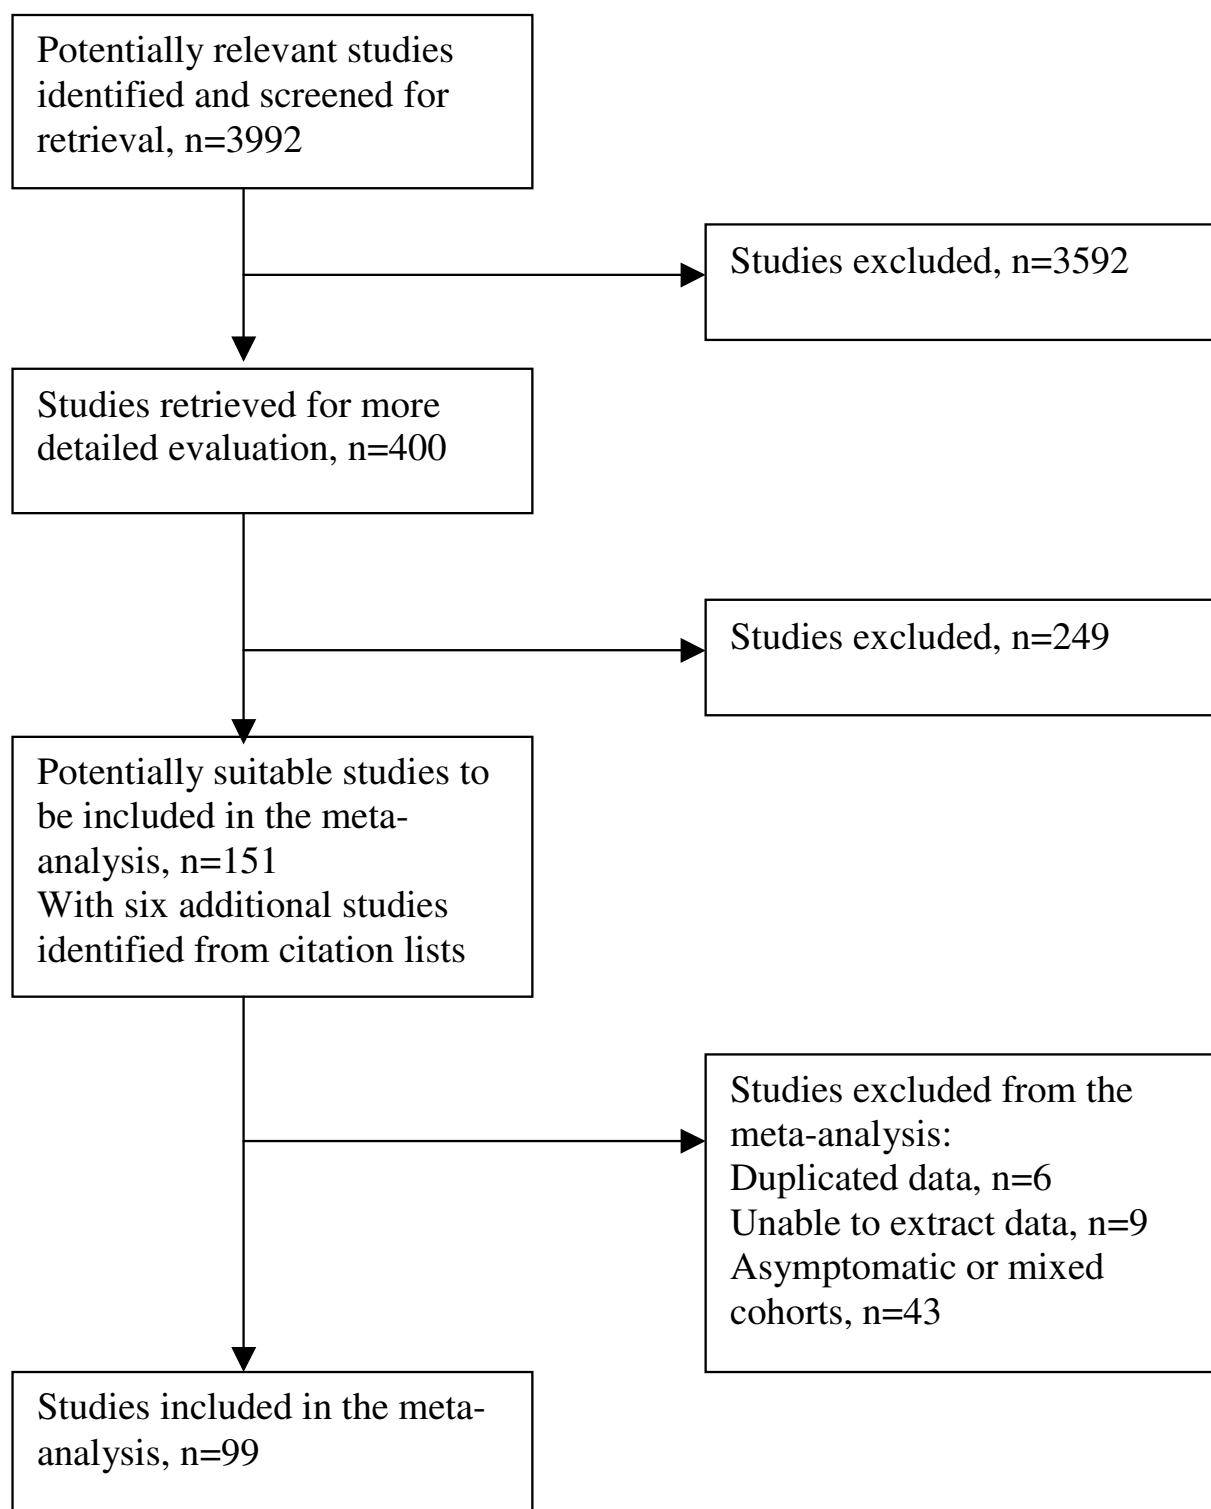 Potentially relevant studies
identified and screened for
retrieval, n=3992
Studies excluded, n=3592
Studies retrieved for more
detailed evaluation, n=400
Studies excluded, n=249
Potentially suitable studies to
be included in the meta-
analysis, n=151
With six additional studies
identified from citation lists
Studies excluded from the
meta-analysis:
Duplicated data, n=6
Unable to extract data, n=9
Asymptomatic or mixed
cohorts, n=43
Studies included in the meta-
analysis, n=99